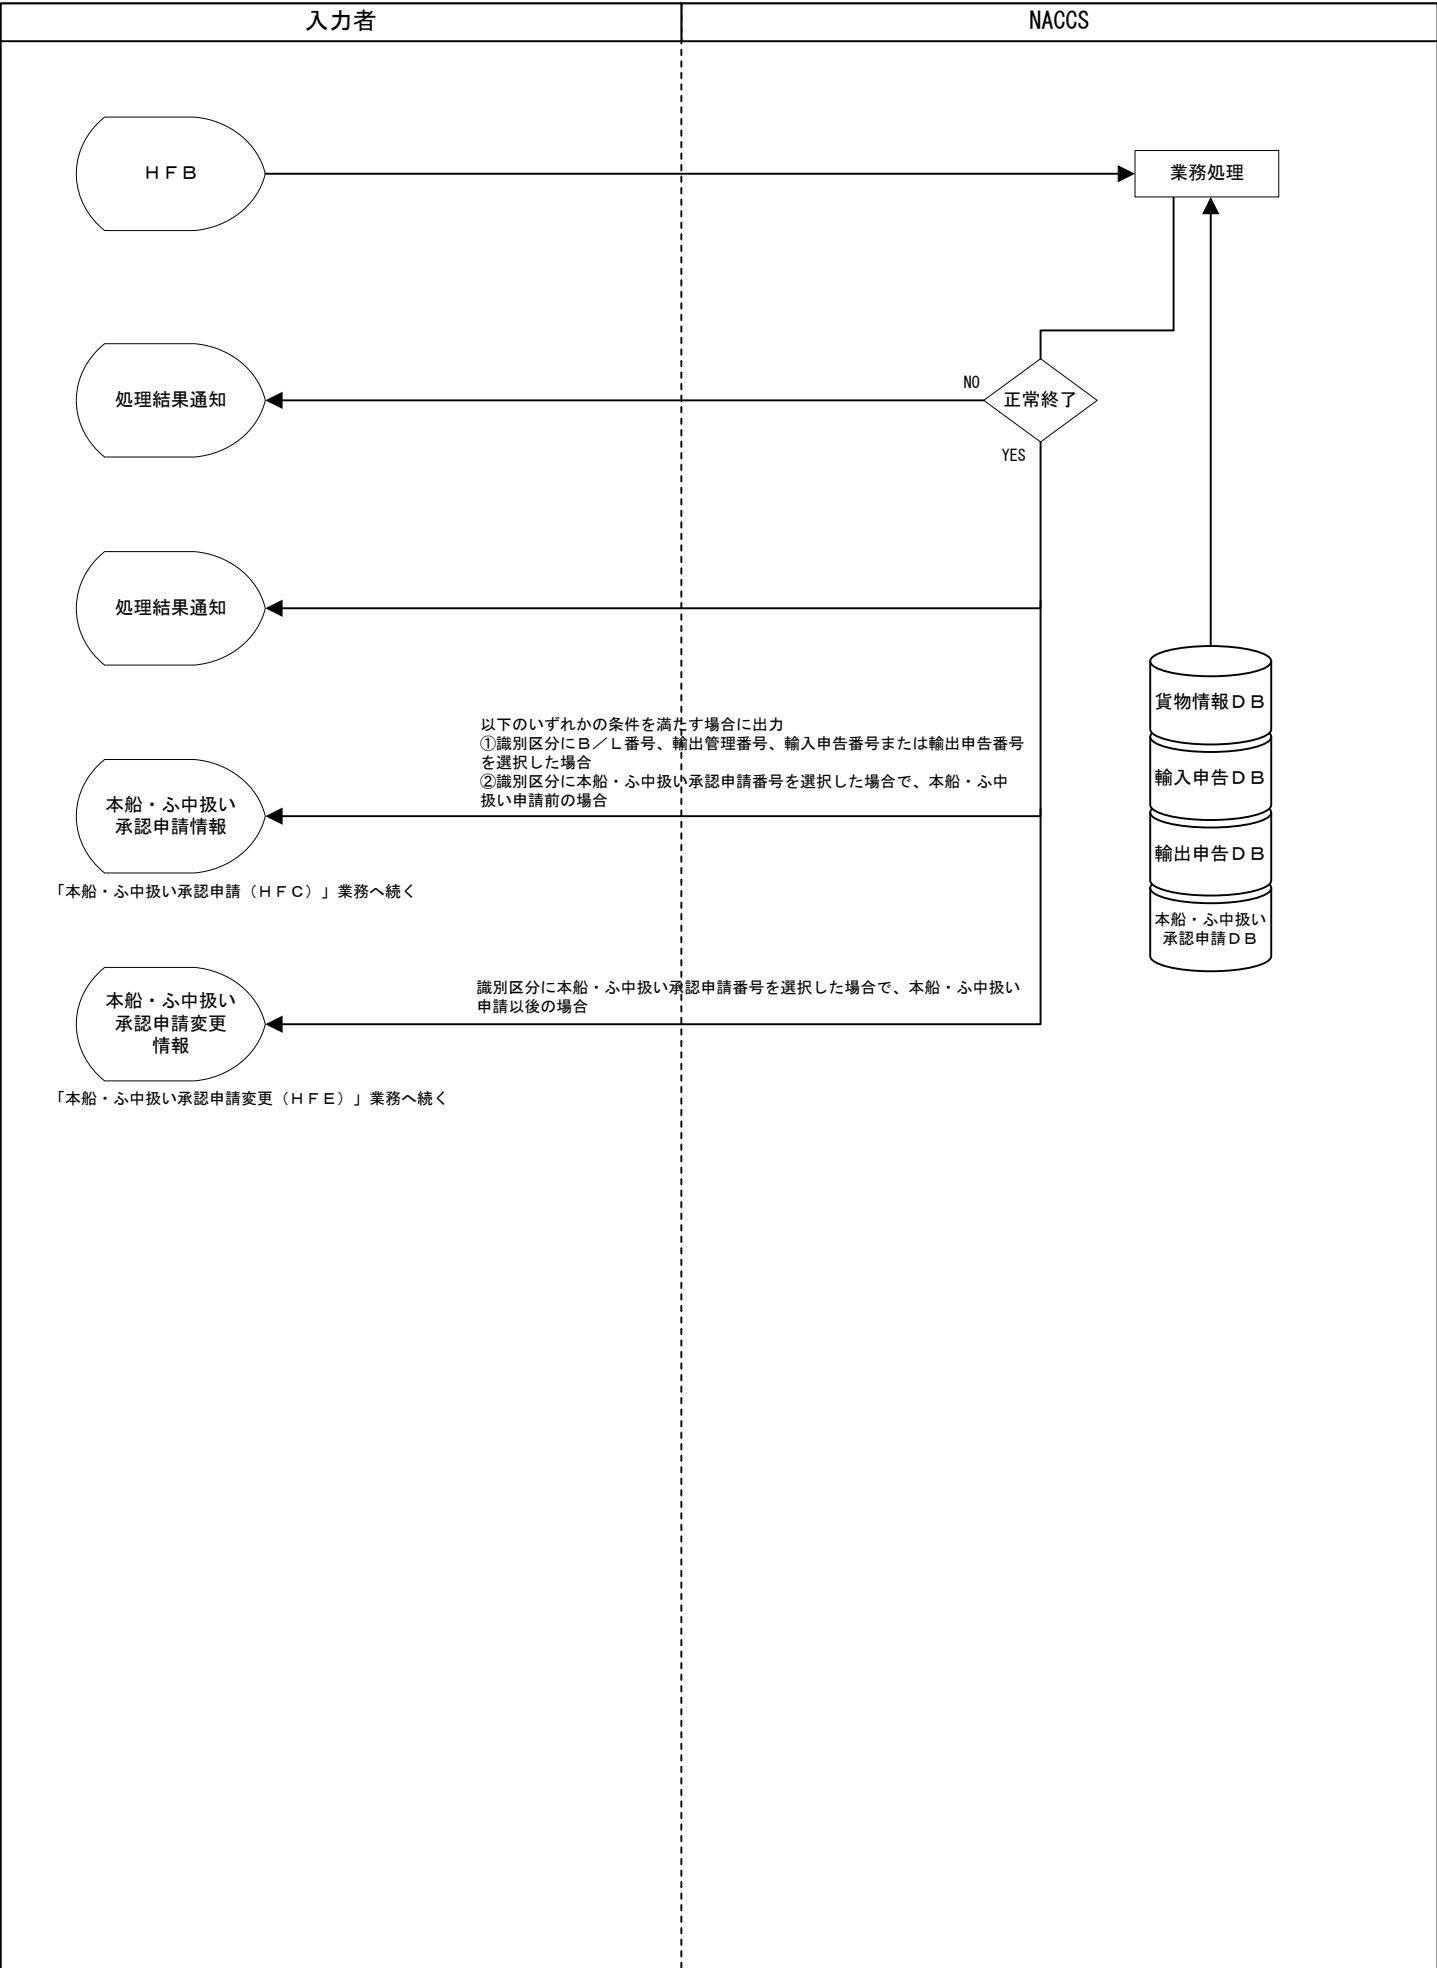 入力者
NACCS
ＨＦＢ
業務処理
処理結果通知
NO
正常終了
YES
処理結果通知
以下のいずれかの条件を満たす場合に出力
①識別区分にＢ／Ｌ番号、輸出管理番号、輸入申告番号または輸出申告番号
を選択した場合
②識別区分に本船・ふ中扱い承認申請番号を選択した場合で、本船・ふ中
扱い申請前の場合
本船・ふ中扱い
承認申請情報
「本船・ふ中扱い承認申請（ＨＦＣ）」業務へ続く
貨物情報ＤＢ
輸入申告ＤＢ
輸出申告ＤＢ
本船・ふ中扱い
承認申請ＤＢ
識別区分に本船・ふ中扱い承認申請番号を選択した場合で、本船・ふ中扱い
申請以後の場合
本船・ふ中扱い
承認申請変更
情報
「本船・ふ中扱い承認申請変更（ＨＦＥ）」業務へ続く